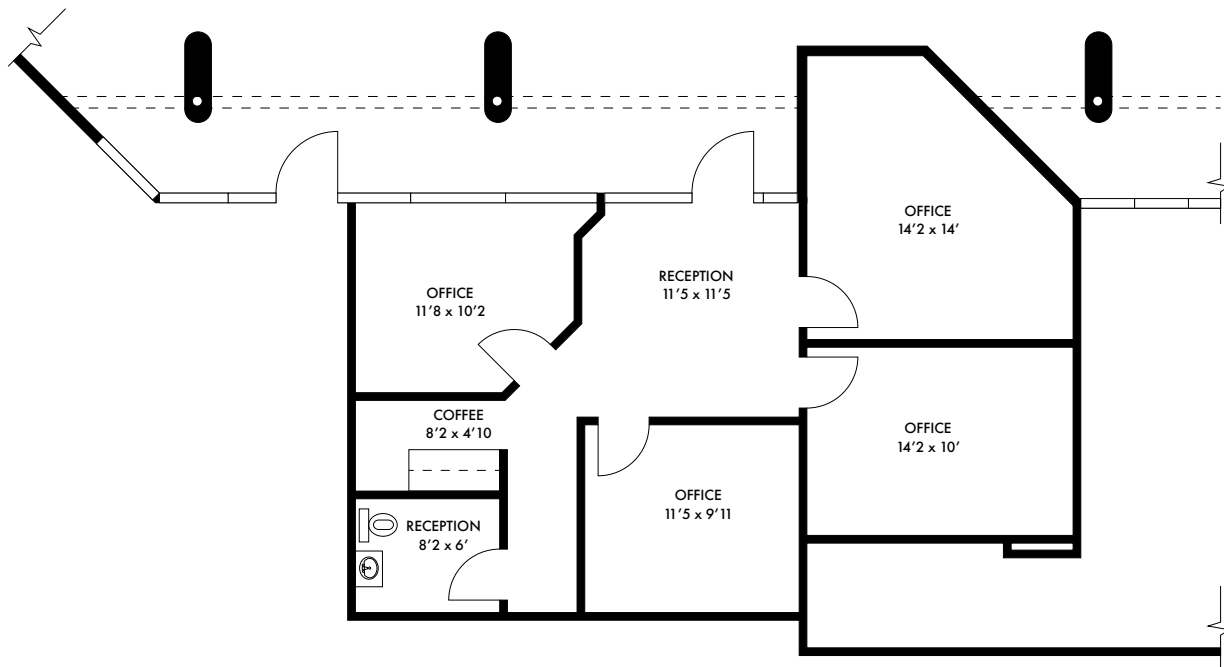 OFFICE
14'2 x 14'
RECEPTION
11'5 x 11'5
OFFICE
11'8 x 10'2
COFFEE
8'2 x 4'10
OFFICE
14'2 x 10'
OFFICE
11'5 x 9'11
RECEPTION
8'2 x 6'